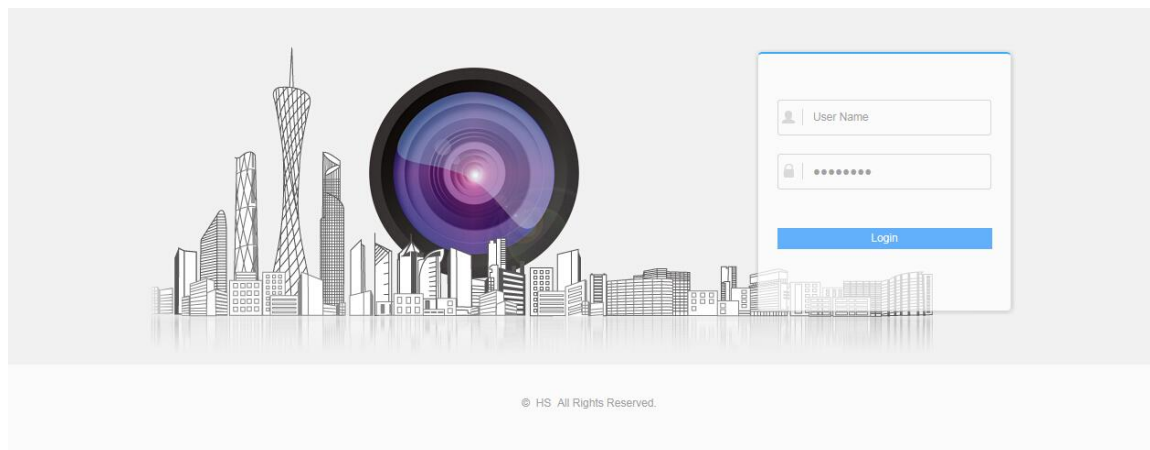 User Name
●●●●●●●●
Login
© HS All Rights Reserved.